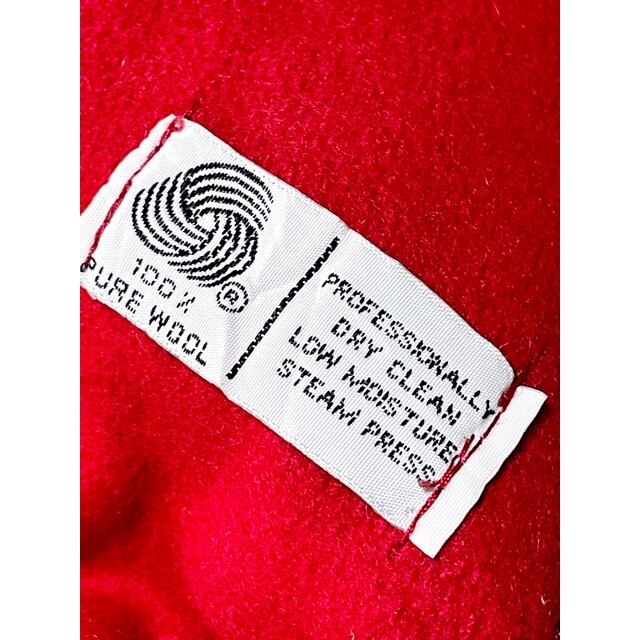 ®
100%
PURE WOOL
PROFESSIONALLY
DRY CLEAN
LOW MOISTURE
STEAM PRESS